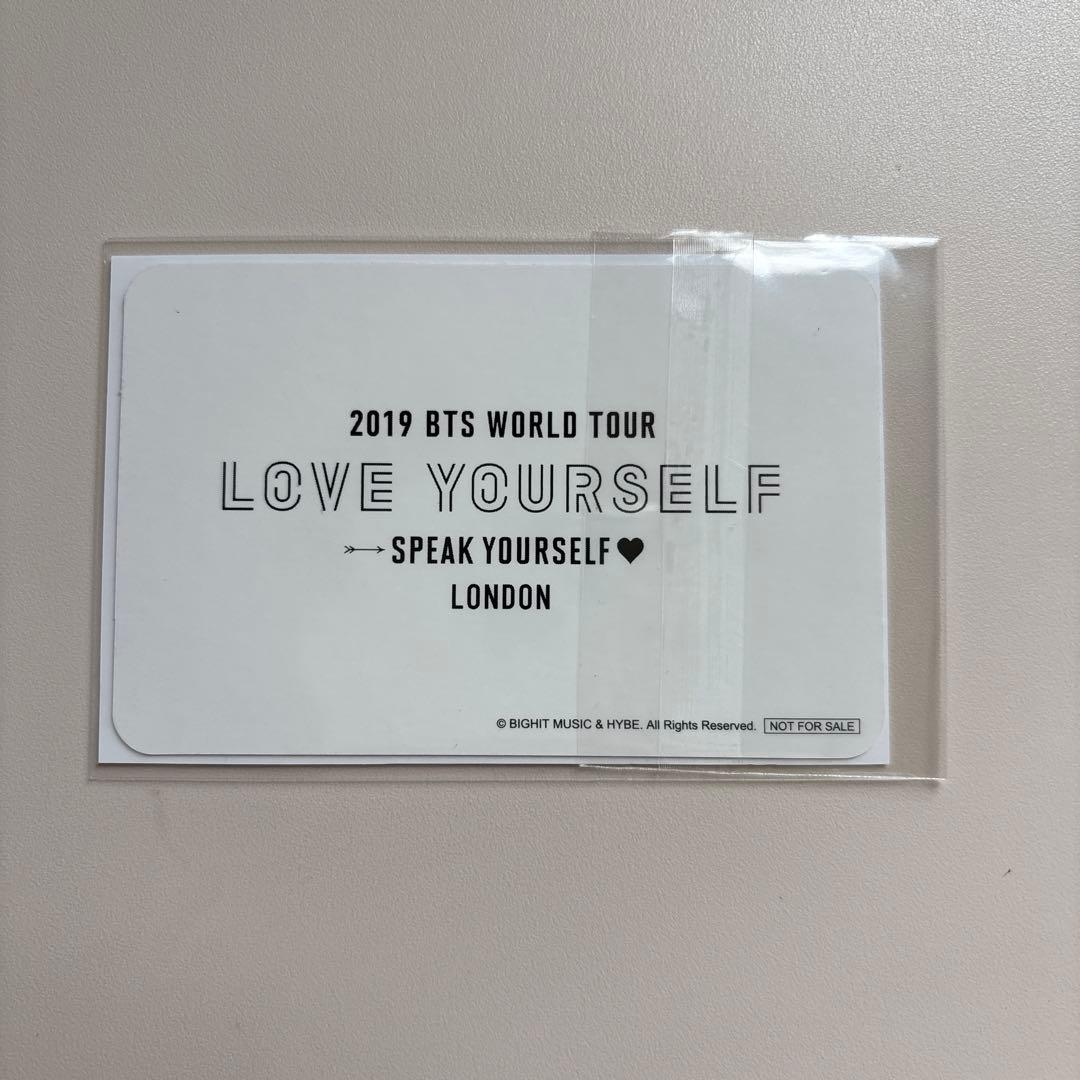 2019 BTS WORLD TOUR
LOVE YOURSELF
SPEAK YOURSELF
LONDON
© BIGHIT MUSIC & HYBE. All Rights Reserved. NOT FOR SALE